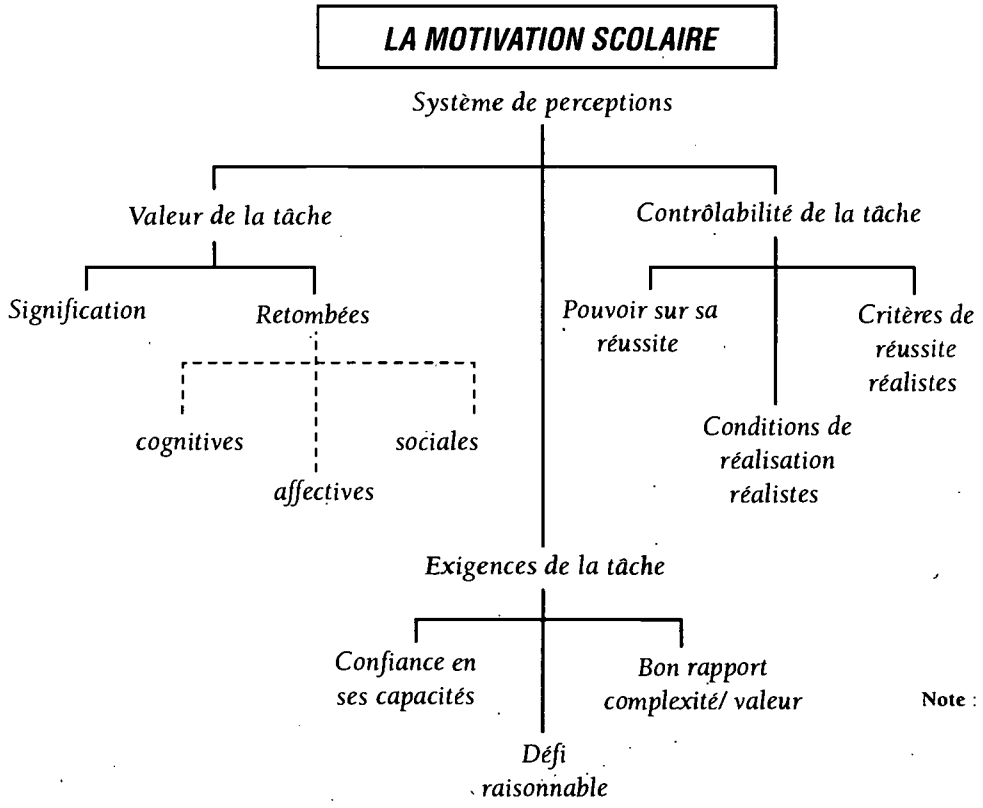 LA MOTIVATION SCOLAIRE
Système de perceptions
Valeur de la tâche
Contrôlabilité de la tâche
Signification
Retombées
Pouvoir sur sa
réussite
Critères de
réussite
réalistes
cognitives
sociales
affectives
Conditions de
réalisation
réalistes
Exigences de la tâche
Confiance en
ses capacités
Bon rapport
complexité/ valeur
Note :
Défi
raisonnable